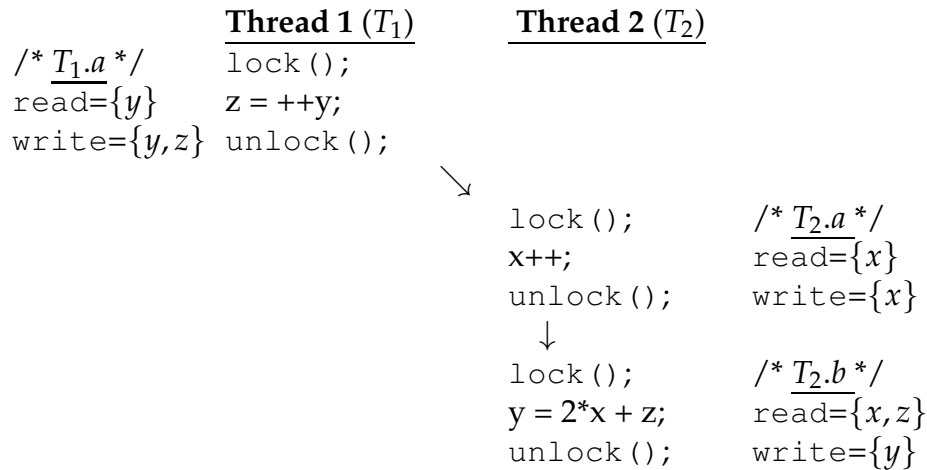 Thread 1 (T₁) Thread 2 (T₂)
/* T₁.a */ lock();
read={y} z = ++y;
write={y,z} unlock();
↘
lock(); /* T₂.a */
x++; read={x}
unlock(); write={x}
↓
lock(); /* T₂.b */
y = 2*x + z; read={x,z}
unlock(); write={y}